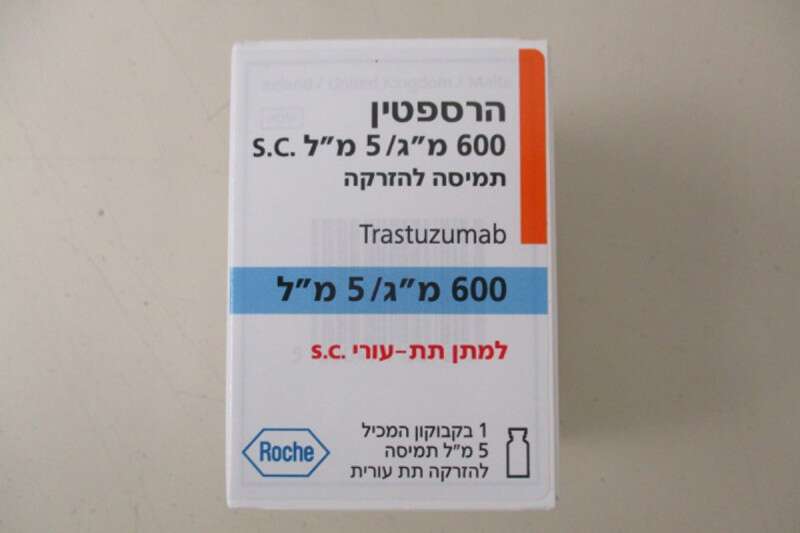 הרספטין
600 מ״ג/5 מ״ל S.C.
תמיסה להזרקה
Trastuzumab
600 מ״ג/5 מ״ל
למתן תת-עורי S.C.
1 בקבוקון המכיל
5 מ״ל תמיסה
להזרקה תת עורית
Roche